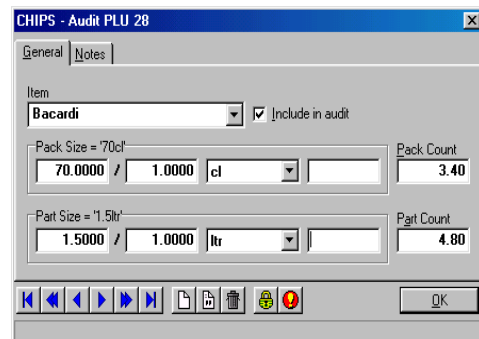 CHIPS - Audit PLU 28
General Notes
Item
Bacardi Include in audit
Pack Size = '70cl' Pack Count
70.0000 / 1.0000 cl 3.40
Part Size = '1.5ltr' Part Count
1.5000 / 1.0000 ltr 4.80
OK